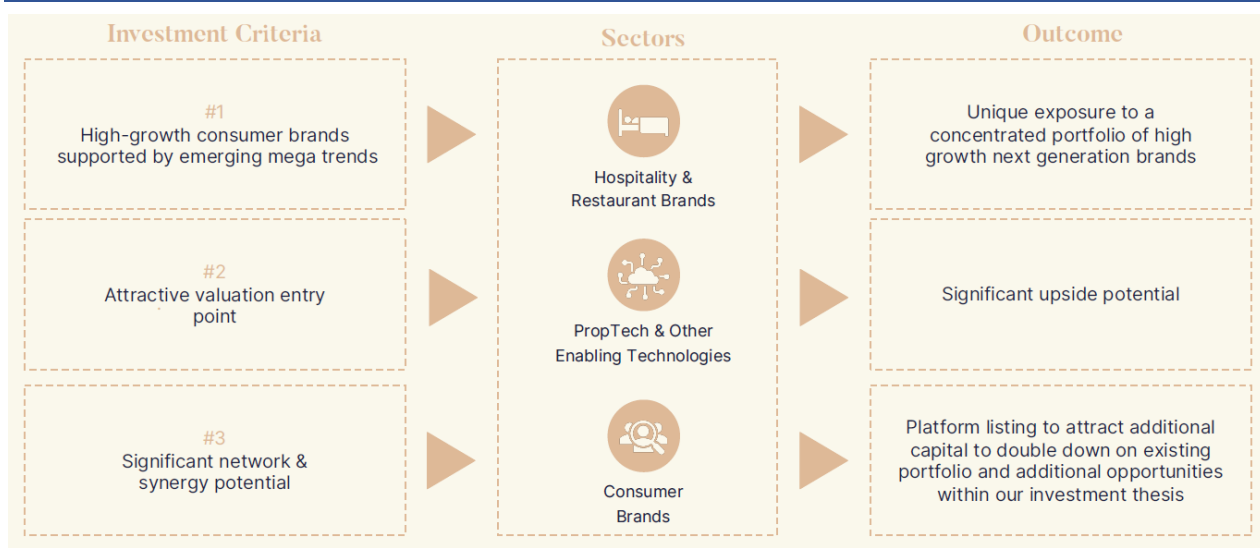 Investment Criteria
Sectors
Outcome
#1
High-growth consumer brands
supported by emerging mega trends
#2
Attractive valuation entry
point
#3
Significant network &
synergy potential
Hospitality &
Restaurant Brands
PropTech & Other
Enabling Technologies
Consumer
Brands
Unique exposure to a
concentrated portfolio of high
growth next generation brands
Significant upside potential
Platform listing to attract additional
capital to double down on existing
portfolio and additional opportunities
within our investment thesis